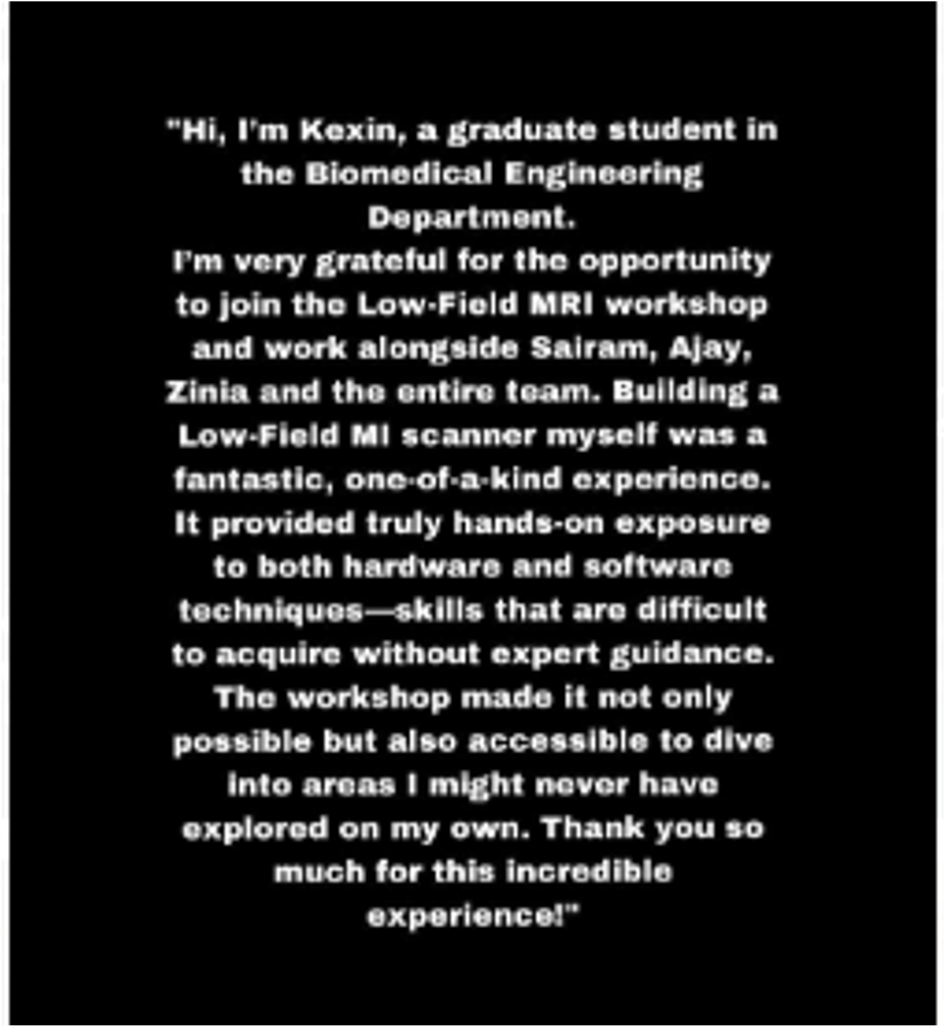 "Hi, I'm Kexin, a graduate student in
the Biomedical Engineering
Department.
I'm very grateful for the opportunity
to join the Low-Field MRI workshop
and work alongside Sairam, Ajay,
Zinia and the entire team. Building a
Low-Field MI scanner myself was a
fantastic, one-of-a-kind experience.
It provided truly hands-on exposure
to both hardware and software
techniques—skills that are difficult
to acquire without expert guidance.
The workshop made it not only
possible but also accessible to dive
into areas I might never have
explored on my own. Thank you so
much for this incredible
experience!"